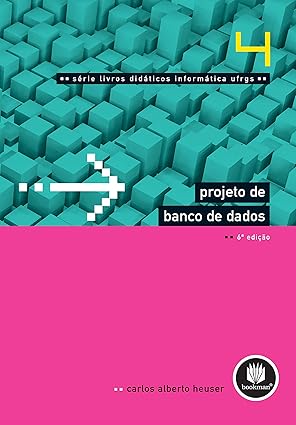 4
série livros didáticos informática ufrgs
projeto de
banco de dados
6ª edição
carlos alberto heuser
bookman